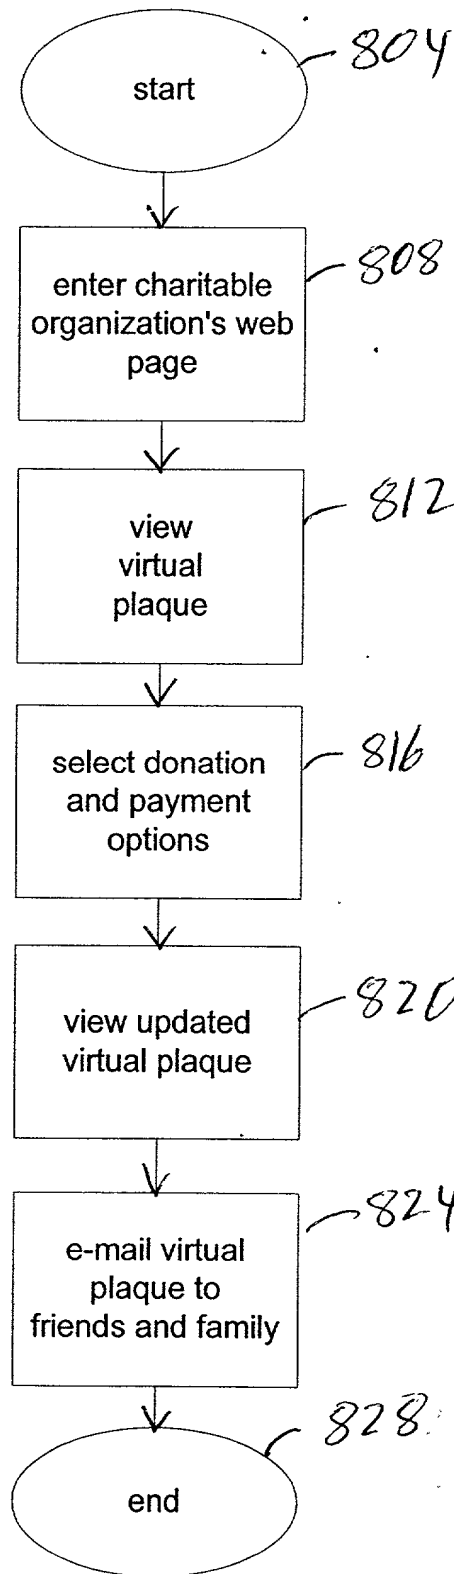 start
804
enter charitable
organization's web
page
808
view
virtual
plaque
812
select donation
and payment
options
816
view updated
virtual plaque
820
e-mail virtual
plaque to
friends and family
824
end
828